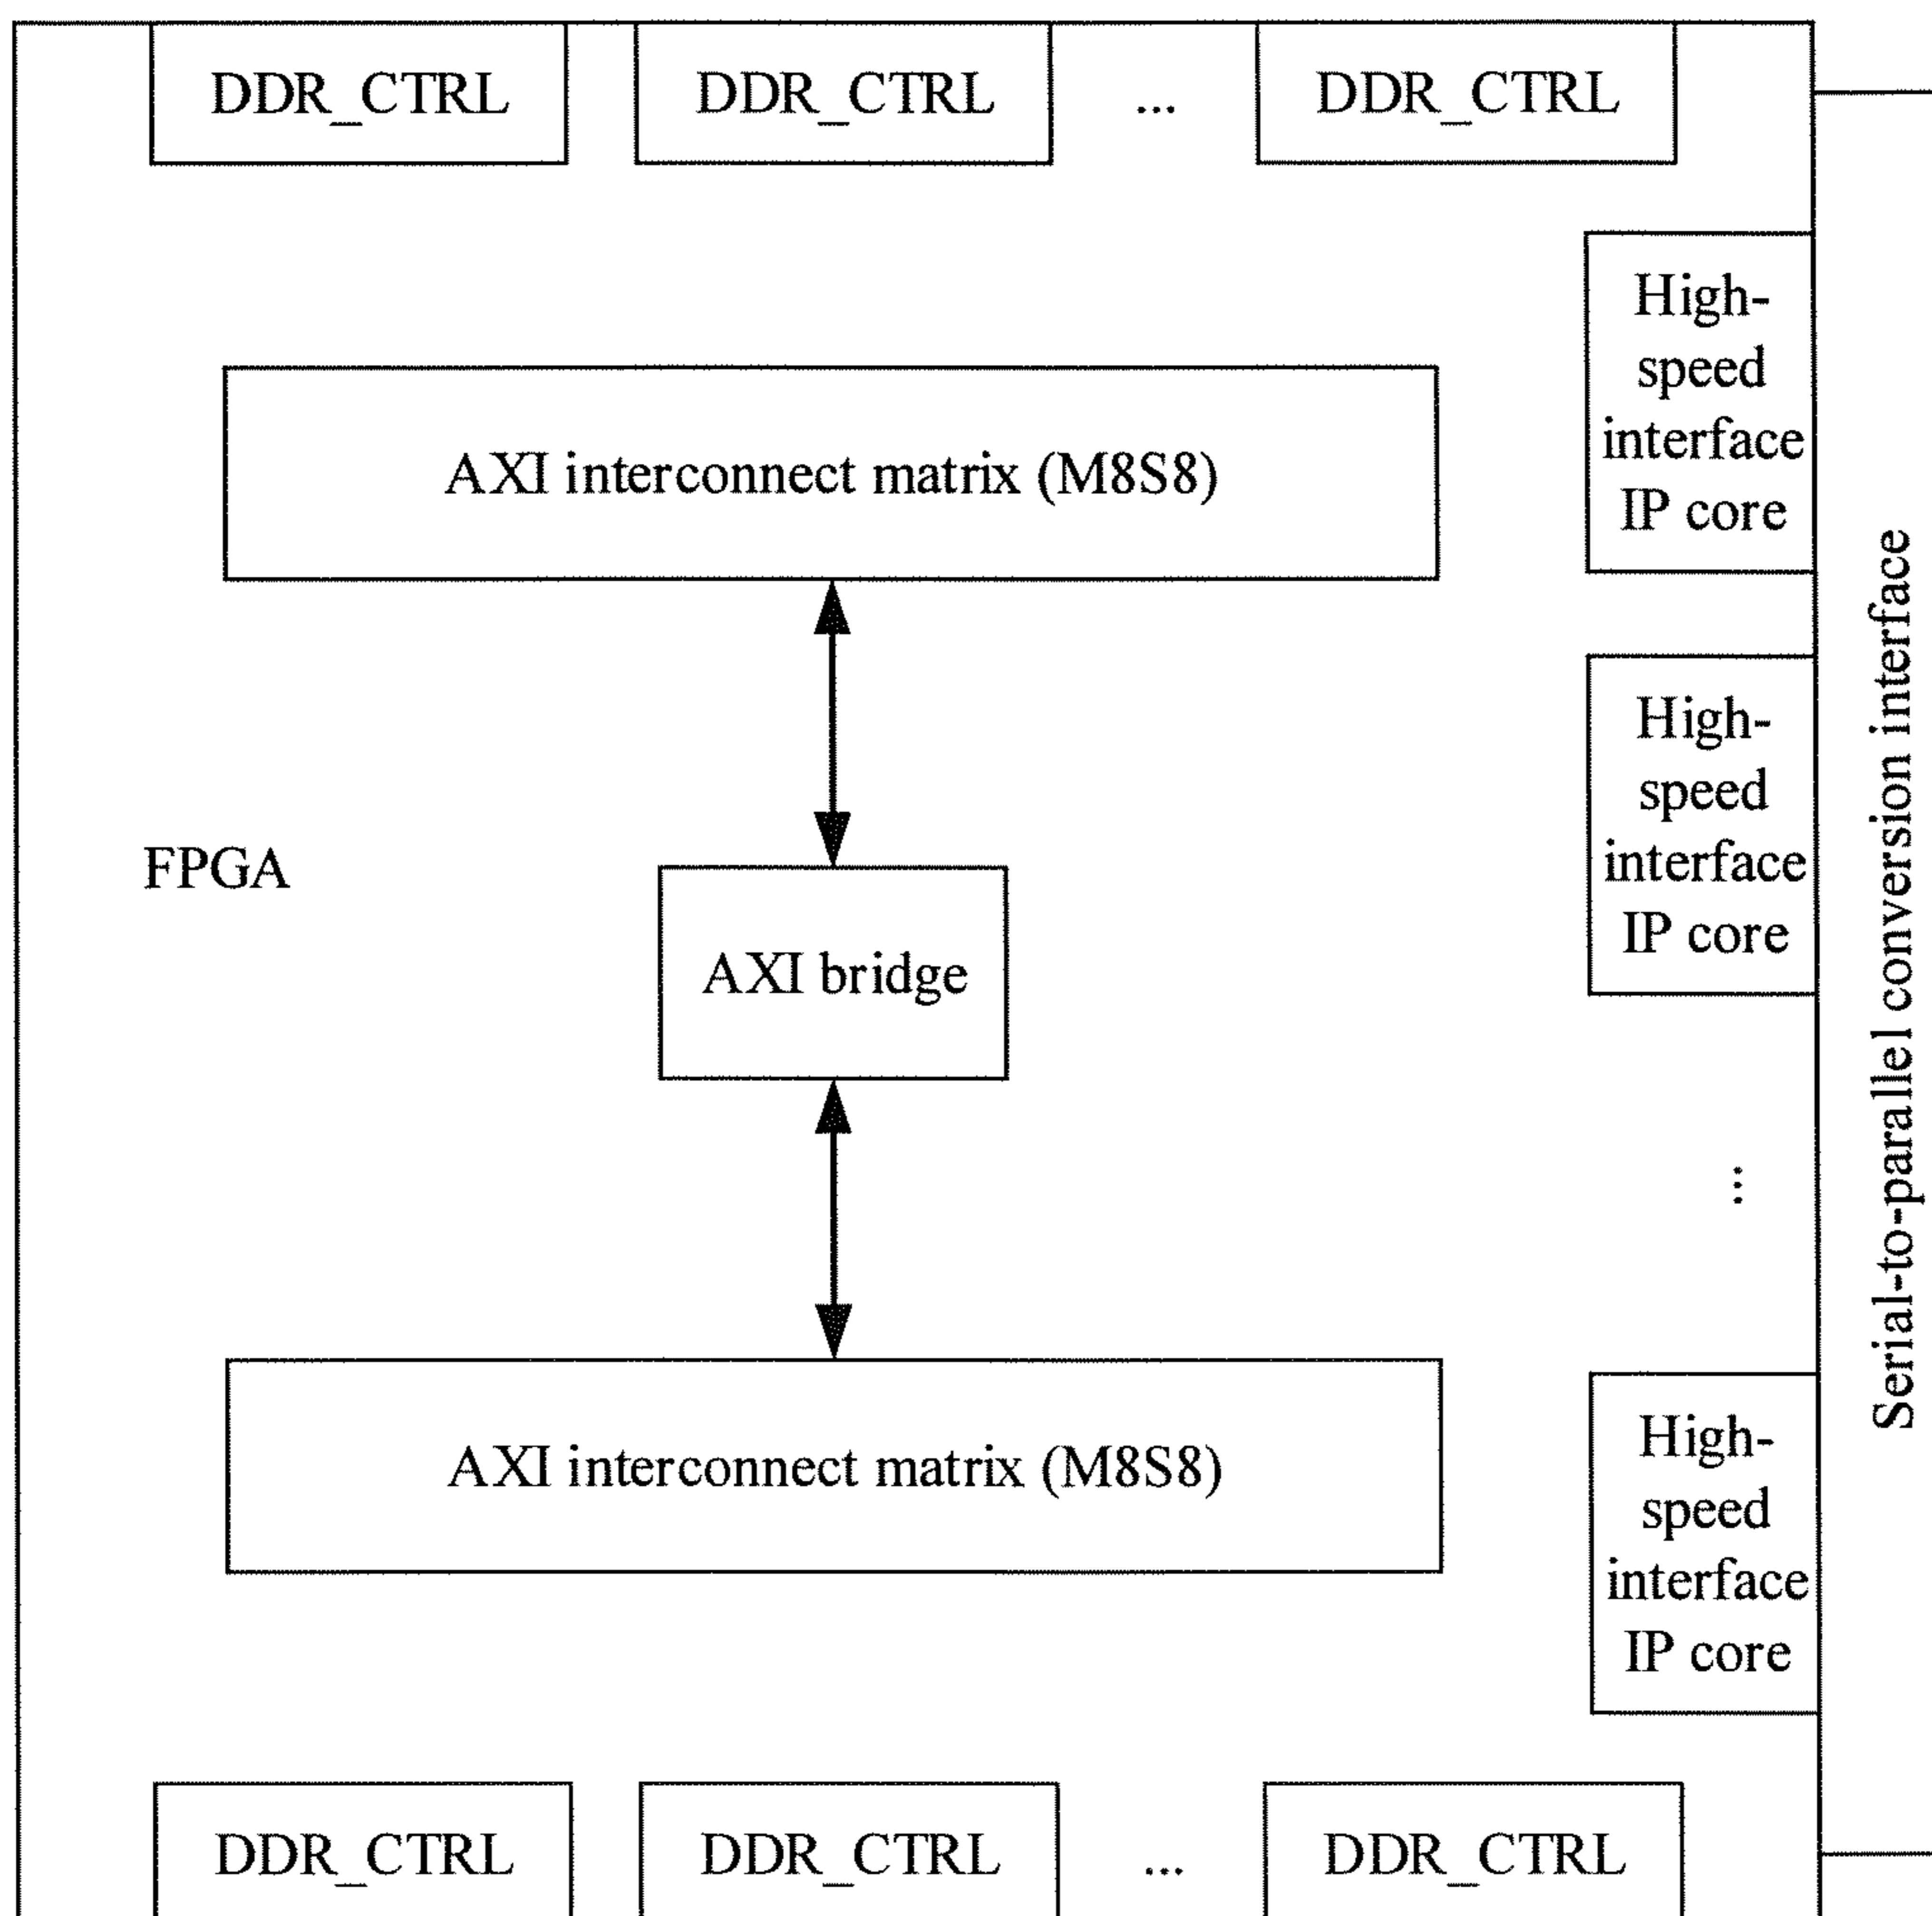 DDR_CTRL
DDR_CTRL
...
DDR_CTRL
High-
speed
interface
IP core
AXI interconnect matrix (M8S8)
High-
speed
interface
IP core
FPGA
AXI bridge
...
Serial-to-parallel conversion interface
AXI interconnect matrix (M8S8)
High-
speed
interface
IP core
DDR_CTRL
DDR_CTRL
...
DDR_CTRL